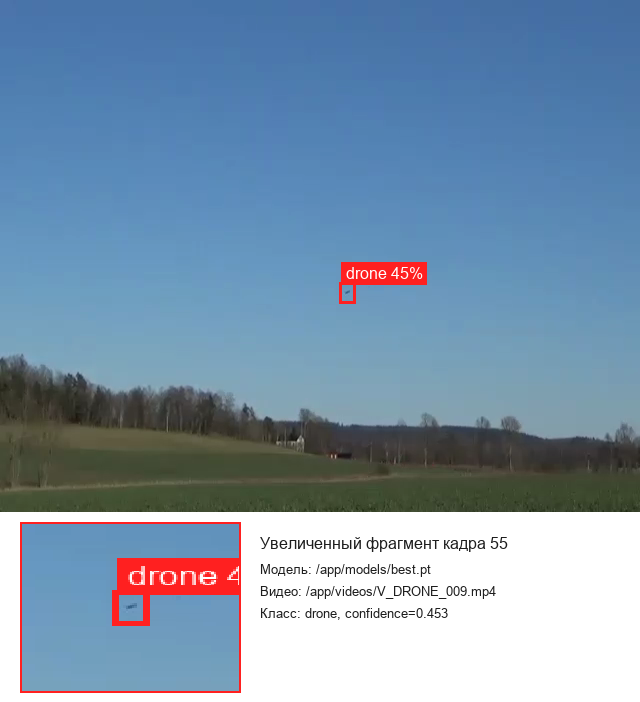 drone 45%
drone 4
Увеличенный фрагмент кадра 55
Модель: /app/models/best.pt
Видео: /app/videos/V_DRONE_009.mp4
Класс: drone, confidence=0.453